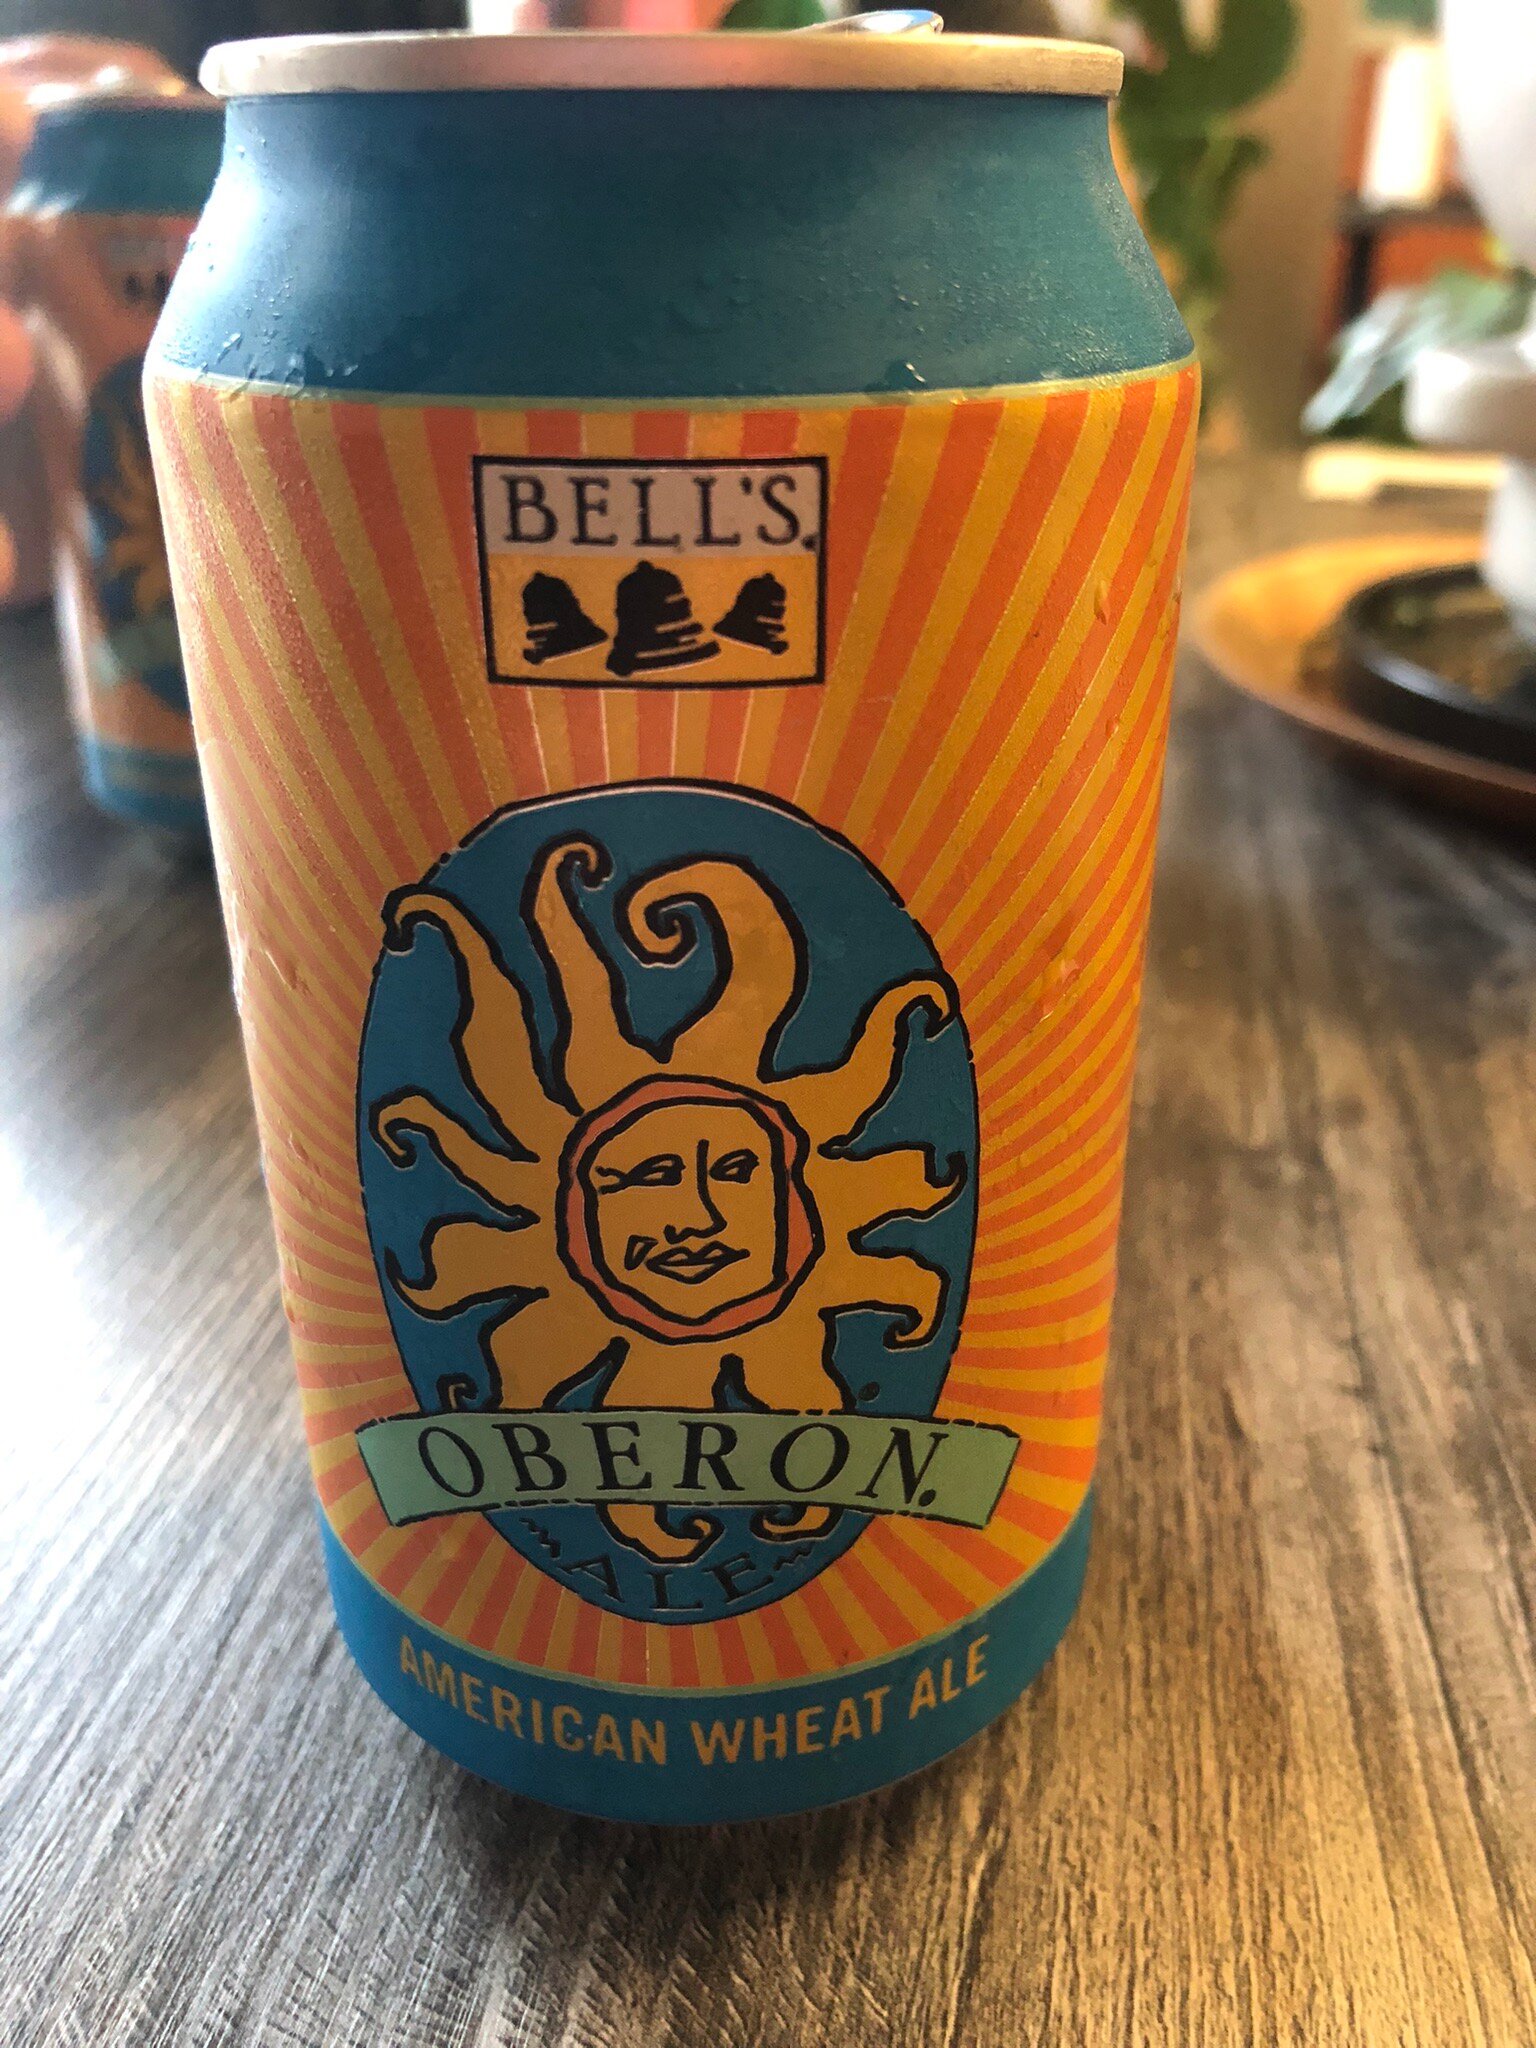 BELL'S.
OBERON.
ALE
AMERICAN WHEAT ALE